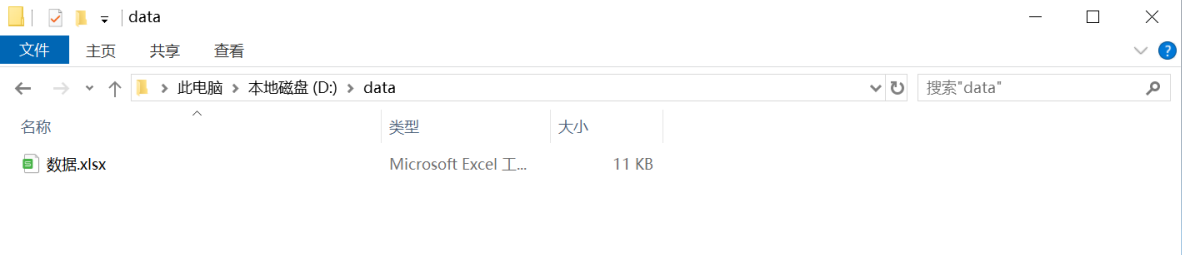 data
文件 主页 共享 查看
此电脑 本地磁盘 (D:) data 搜索"data"
名称 类型 大小
数据.xlsx Microsoft Excel 工... 11 KB